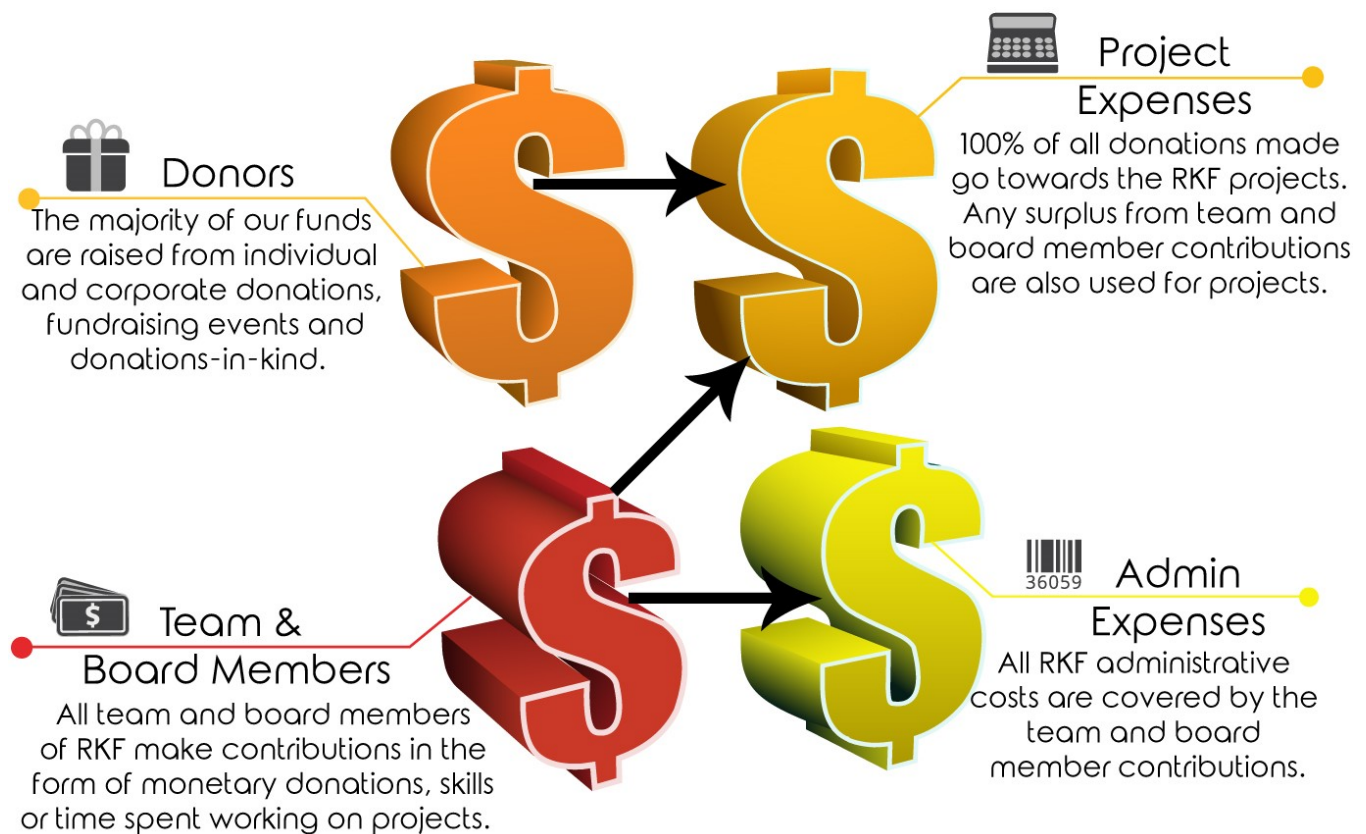 Donors
The majority of our funds
are raised from individual
and corporate donations,
fundraising events and
donations-in-kind.
Project
Expenses
100% of all donations made
go towards the RKF projects.
Any surplus from team and
board member contributions
are also used for projects.
$
$
$
$
$
Team &
Board Members
All team and board members
of RKF make contributions in the
form of monetary donations, skills
or time spent working on projects.
36059
Admin
Expenses
All RKF administrative
costs are covered by the
team and board
member contributions.